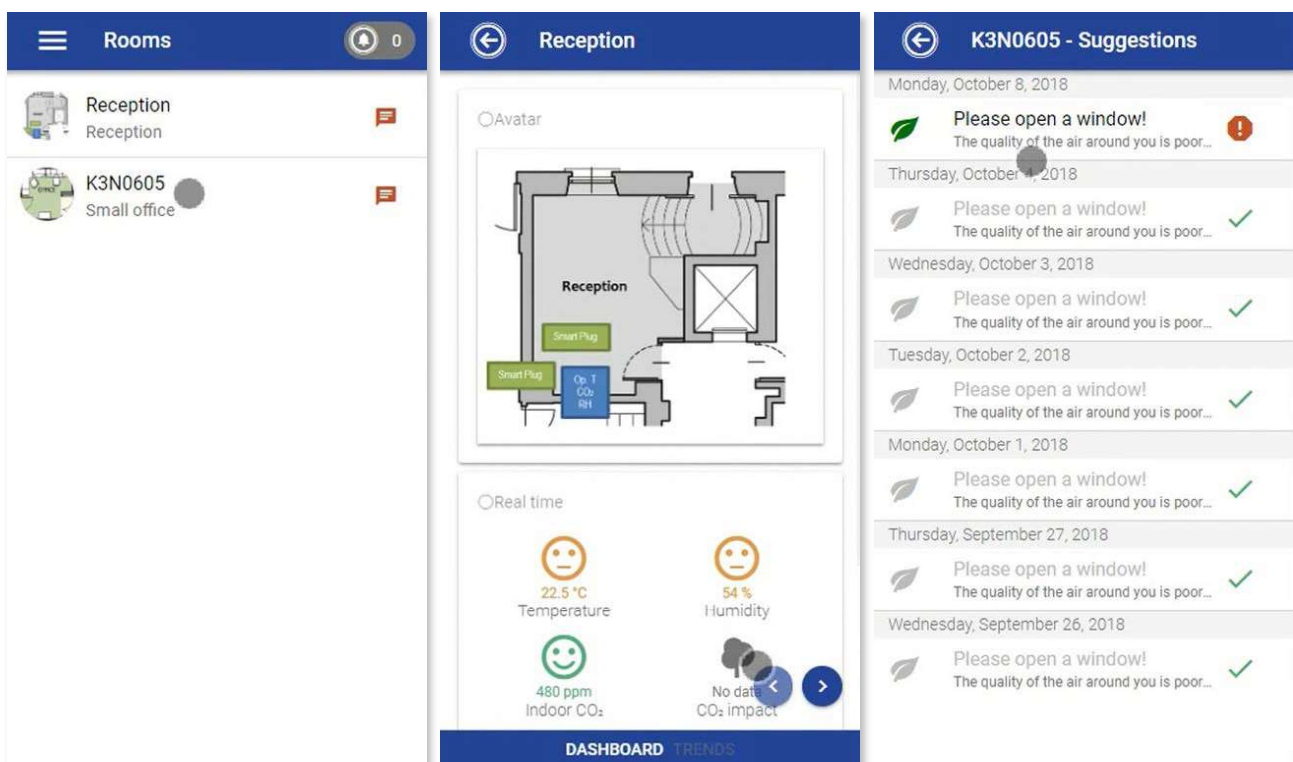 Rooms
0
Reception
Reception
K3N0605
Small office
Reception
Avatar
Reception
Smart Plug
Smart Plug
Op. T
CO₂
RH
Real time
22.5 °C
Temperature
54 %
Humidity
480 ppm
Indoor CO₂
No data
CO₂ impact
DASHBOARD TRENDS
K3N0605 - Suggestions
Monday, October 8, 2018
Please open a window!
The quality of the air around you is poor...
Thursday, October 4, 2018
Please open a window!
The quality of the air around you is poor...
Wednesday, October 3, 2018
Please open a window!
The quality of the air around you is poor...
Tuesday, October 2, 2018
Please open a window!
The quality of the air around you is poor...
Monday, October 1, 2018
Please open a window!
The quality of the air around you is poor...
Thursday, September 27, 2018
Please open a window!
The quality of the air around you is poor...
Wednesday, September 26, 2018
Please open a window!
The quality of the air around you is poor...